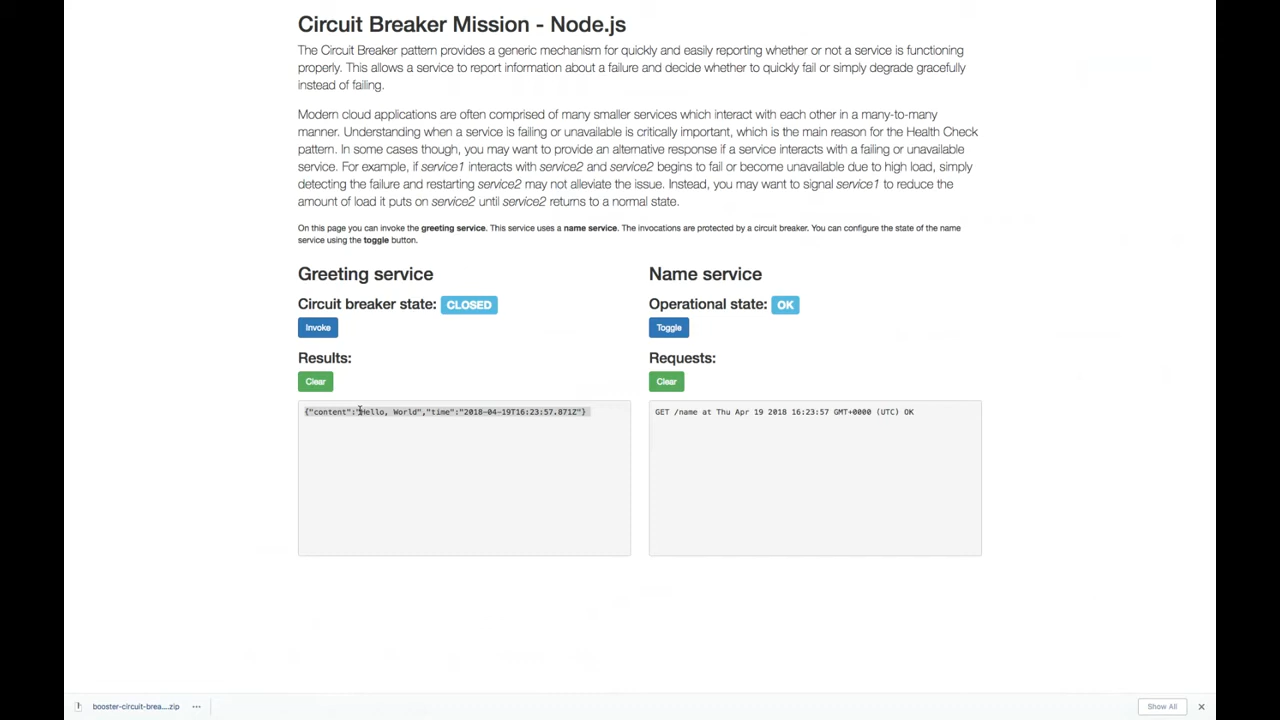 Circuit Breaker Mission - Node.js
The Circuit Breaker pattern provides a generic mechanism for quickly and easily reporting whether or not a service is functioning
properly. This allows a service to report information about a failure and decide whether to quickly fail or simply degrade gracefully
instead of failing.
Modern cloud applications are often comprised of many smaller services which interact with each other in a many-to-many
manner. Understanding when a service is failing or unavailable is critically important, which is the main reason for the Health Check
pattern. In some cases though, you may want to provide an alternative response if a service interacts with a failing or unavailable
service. For example, if service1 interacts with service2 and service2 begins to fail or become unavailable due to high load, simply
detecting the failure and restarting service2 may not alleviate the issue. Instead, you may want to signal service1 to reduce the
amount of load it puts on service2 until service2 returns to a normal state.
On this page you can invoke the greeting service. This service uses a name service. The invocations are protected by a circuit breaker. You can configure the state of the name
service using the toggle button.
Greeting service
Circuit breaker state: CLOSED
Invoke
Results:
Clear
{"content":"Hello, World","time":"2018-04-19T16:23:57.871Z"}
Name service
Operational state: OK
Toggle
Requests:
Clear
GET /name at Thu Apr 19 2018 16:23:57 GMT+0000 (UTC) OK
booster-circuit-brea....zip
Show All